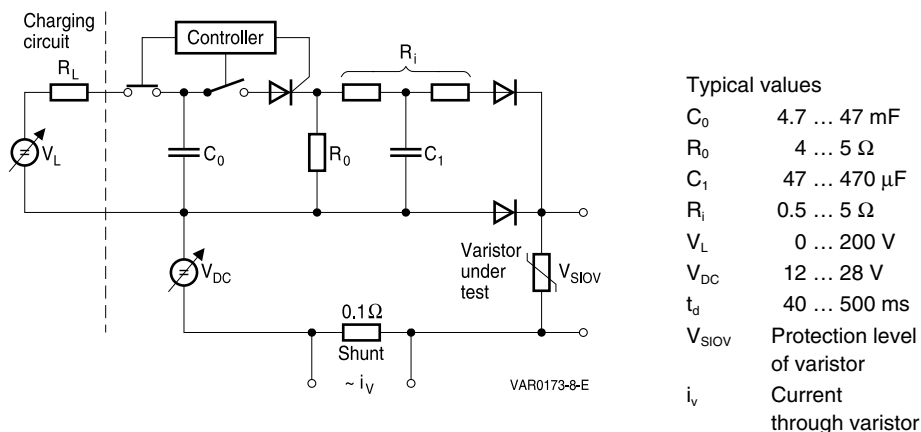 Charging
circuit
Controller
R_L
R_i
V_L
C_0
R_0
C_1
V_DC
Varistor
under
test
V_SIOV
0.1 Ω
Shunt
~ i_V
VAR0173-8-E
Typical values
C_0 4.7 … 47 mF
R_0 4 … 5 Ω
C_1 47 … 470 μF
R_i 0.5 … 5 Ω
V_L 0 … 200 V
V_DC 12 … 28 V
t_d 40 … 500 ms
V_SIOV Protection level
of varistor
i_v Current
through varistor